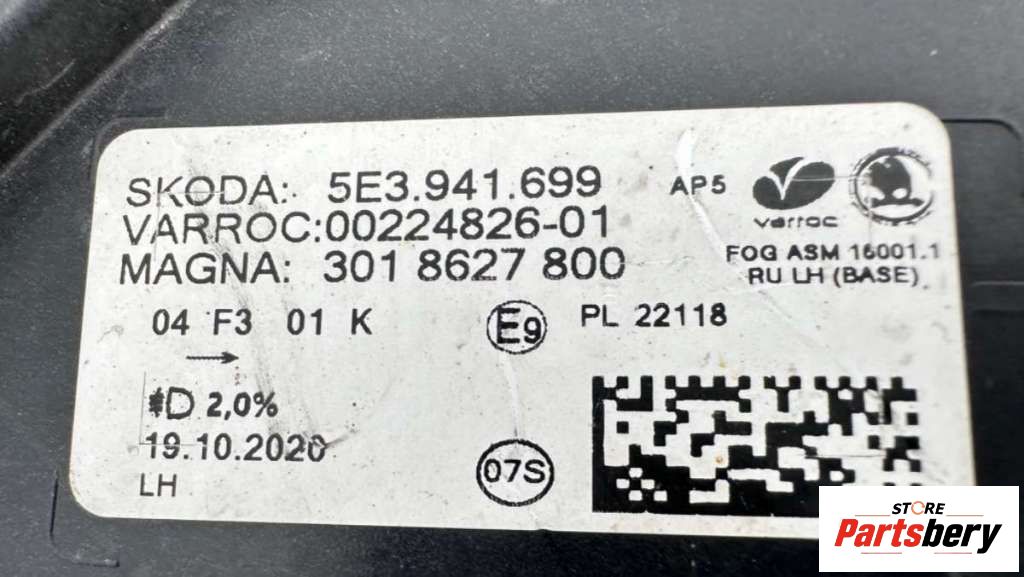 SKODA: 5E3.941.699
VARROC:00224826-01
MAGNA: 301 8627 800
AP5
varroc
FOG ASM 16001.1
RU LH (BASE)
04 F3 01 K
E9
PL 22118
D 2,0%
19.10.2020
LH
07S
STORE
Partsbery